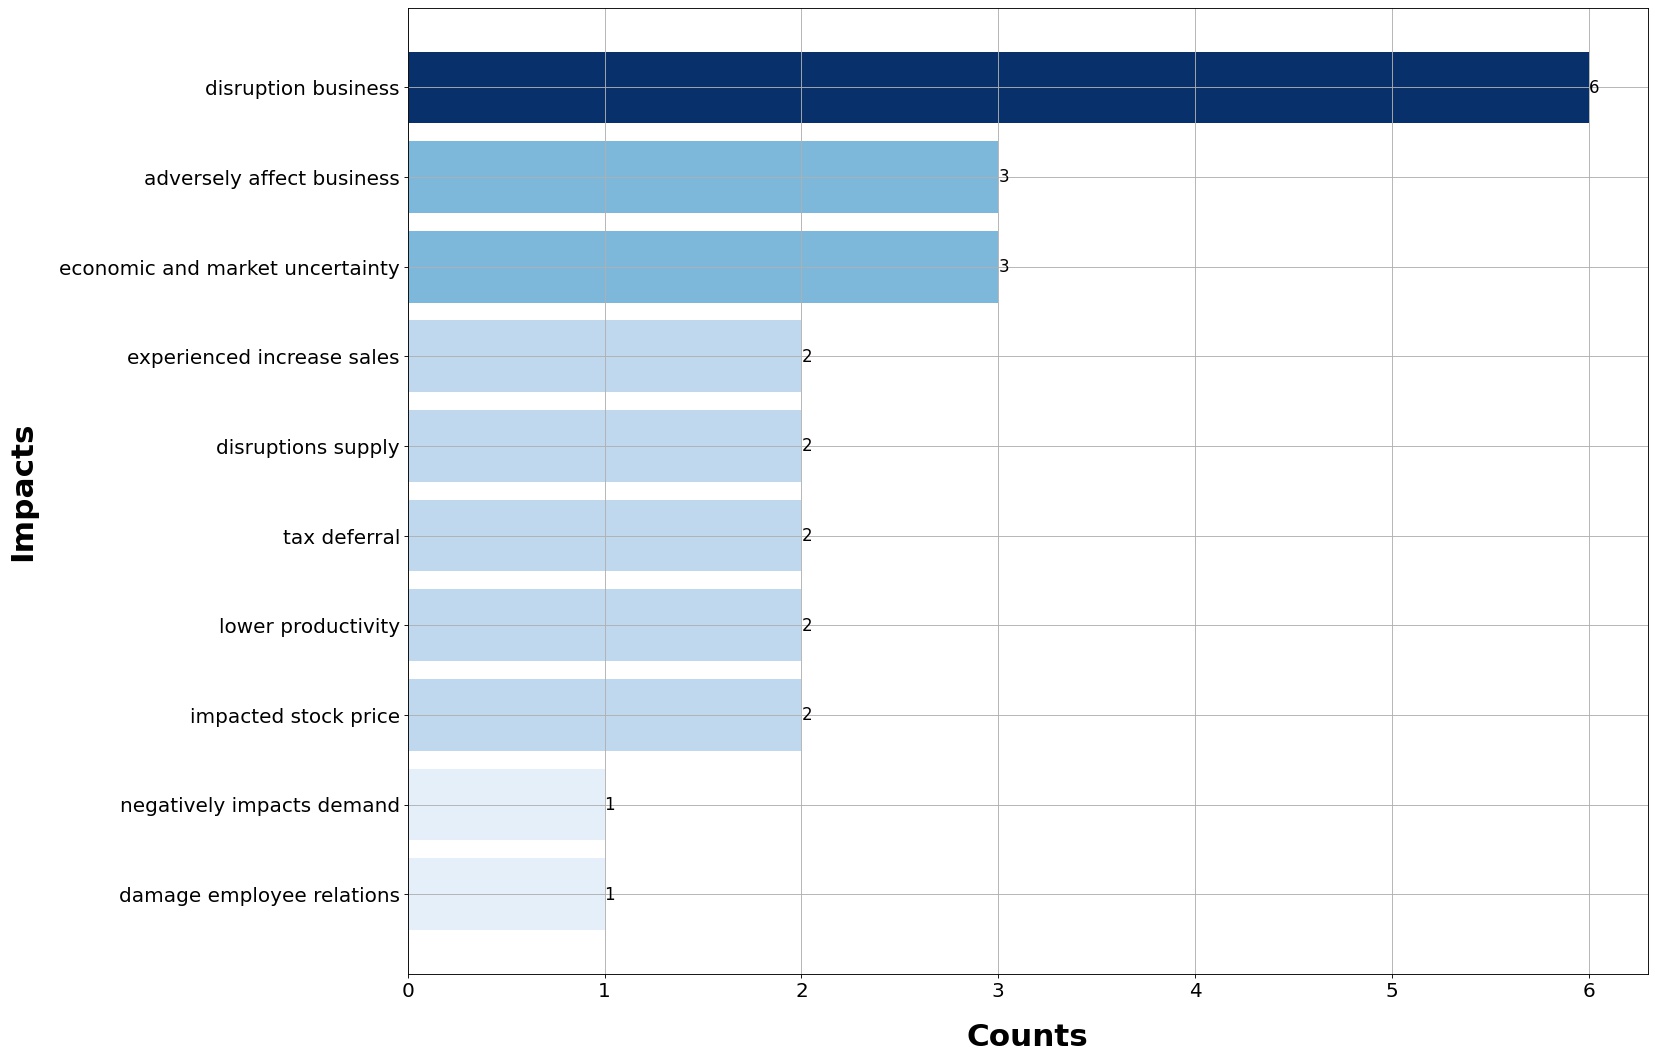 disruption business
6
adversely affect business
3
economic and market uncertainty
3
experienced increase sales
2
disruptions supply
2
tax deferral
2
lower productivity
2
impacted stock price
2
negatively impacts demand
1
damage employee relations
1
Impacts
0 1 2 3 4 5 6
Counts